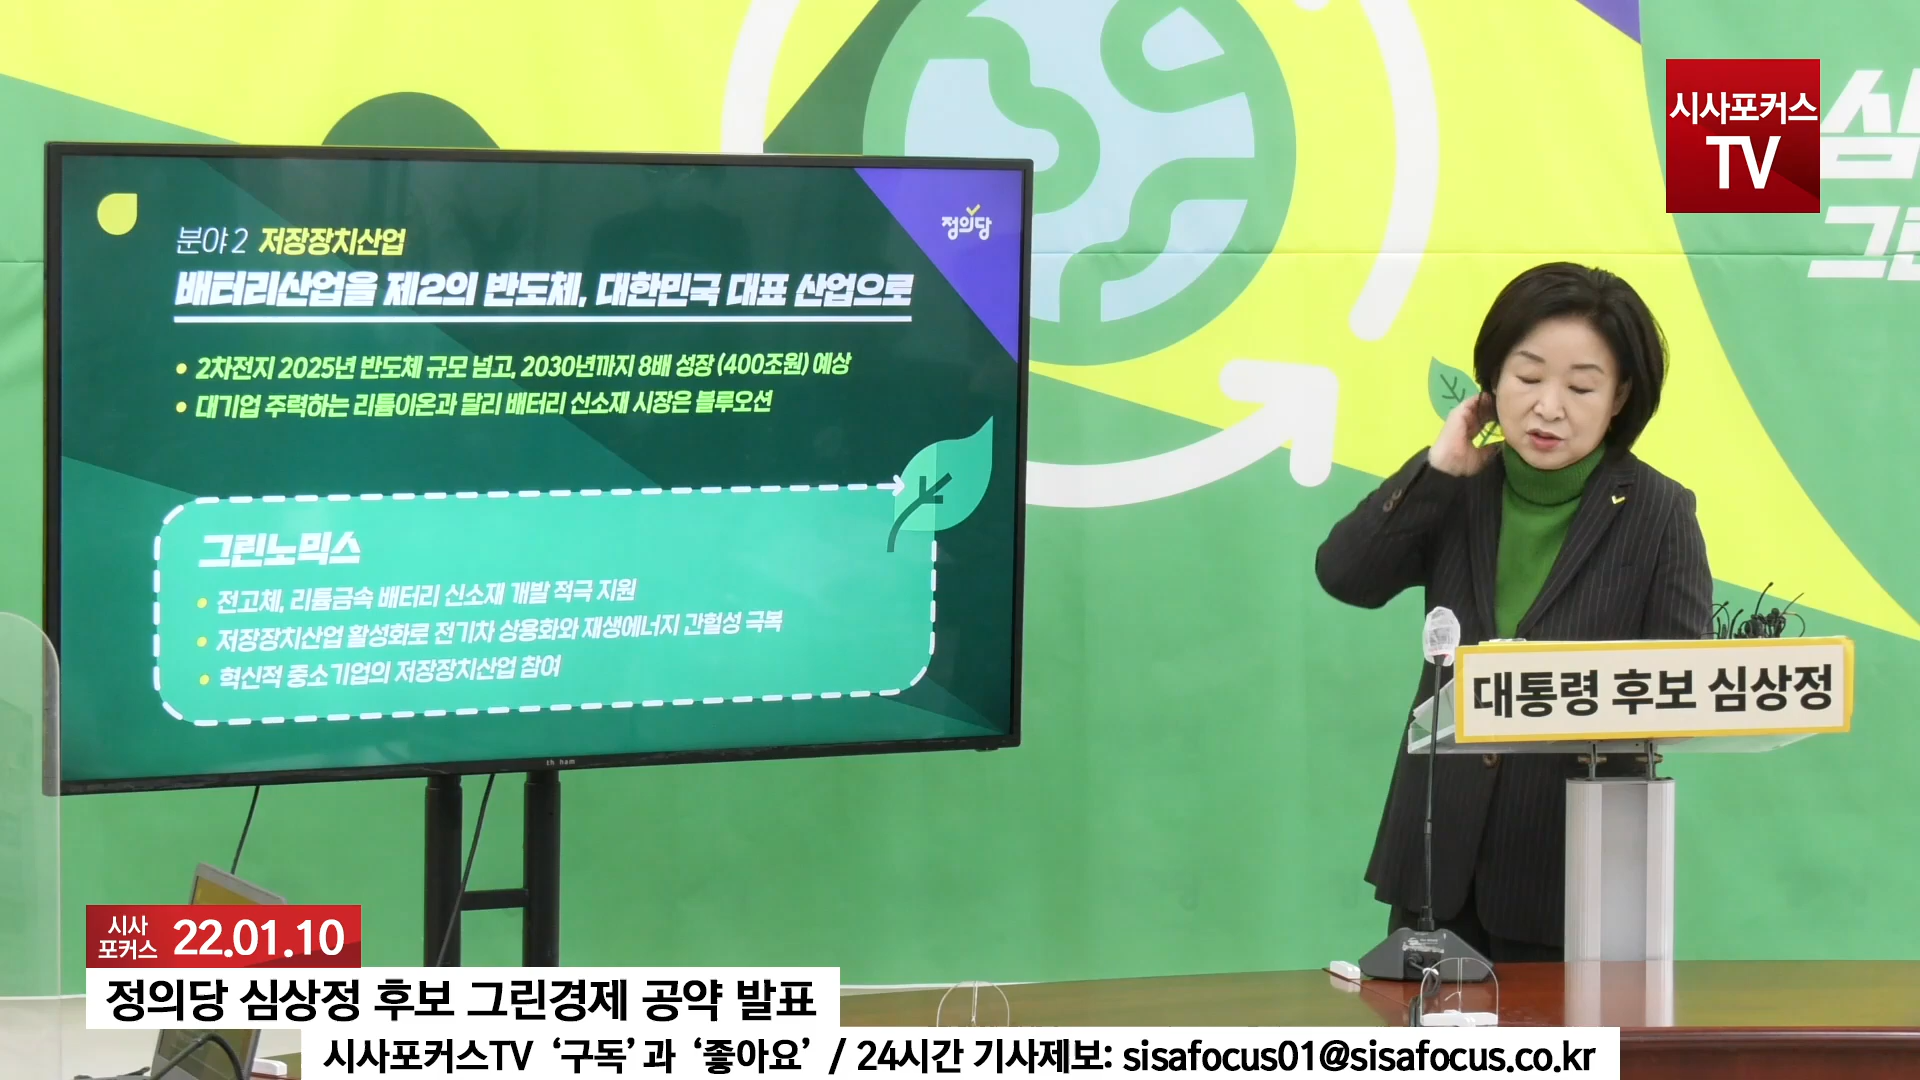 시사포커스
TV
심
그린
정의당
분야 2 저장장치산업
배터리산업을 제2의 반도체, 대한민국 대표 산업으로
• 2차전지 2025년 반도체 규모 넘고, 2030년까지 8배 성장 (400조원) 예상
• 대기업 주력하는 리튬이온과 달리 배터리 신소재 시장은 블루오션
그린노믹스
• 전고체, 리튬금속 배터리 신소재 개발 적극 지원
• 저장장치산업 활성화로 전기차 상용화와 재생에너지 간헐성 극복
• 혁신적 중소기업의 저장장치산업 참여
대통령 후보 심상정
시사
포커스 22.01.10
정의당 심상정 후보 그린경제 공약 발표
시사포커스TV ‘구독’과 ‘좋아요’ / 24시간 기사제보: sisafocus01@sisafocus.co.kr